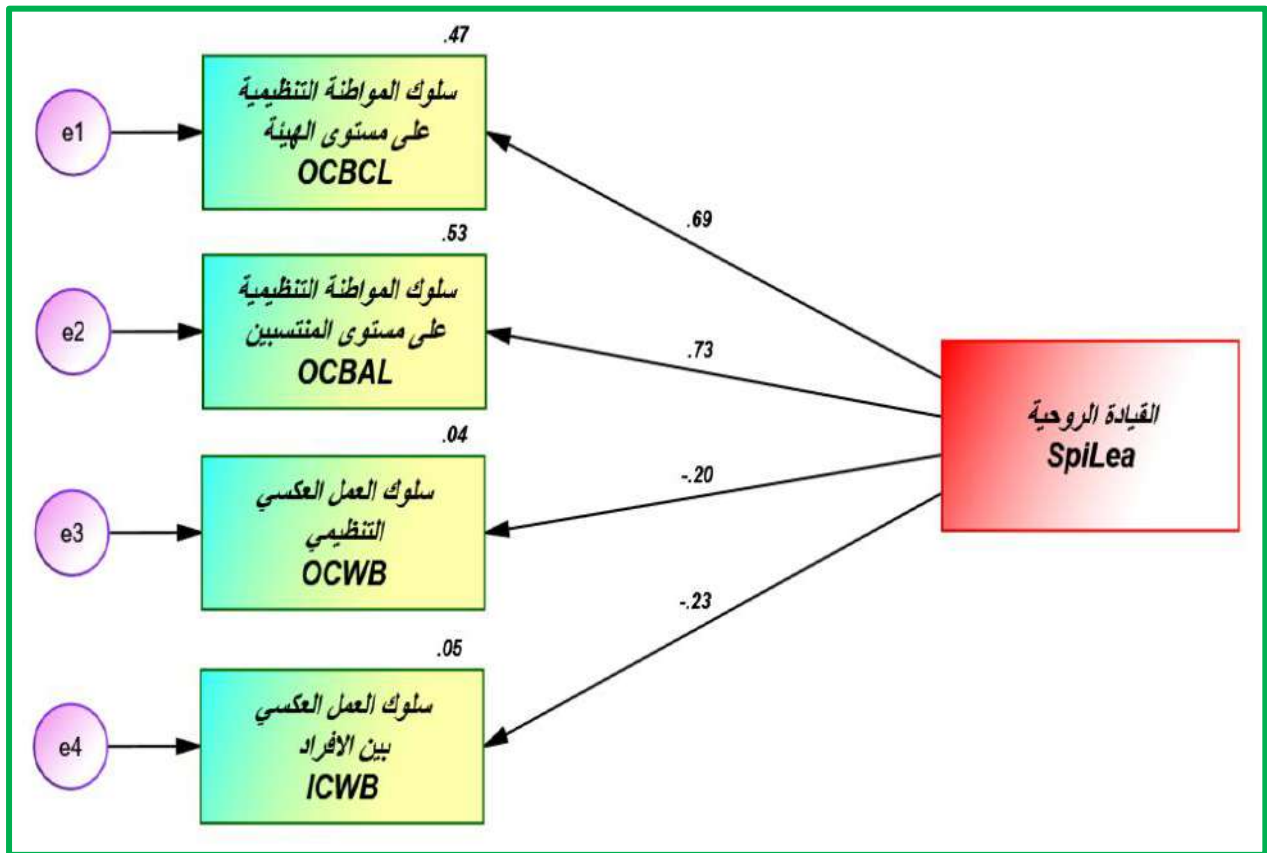 .47
سلوك المواطنة التنظيمية
على مستوى الهيئة
OCBCL
e1
.69
.53
سلوك المواطنة التنظيمية
على مستوى المنتسبين
OCBAL
e2
.73
القيادة الروحية
SpiLea
.04
سلوك العمل العكسي
التنظيمي
OCWB
e3
-.20
-.23
.05
سلوك العمل العكسي
بين الافراد
ICWB
e4